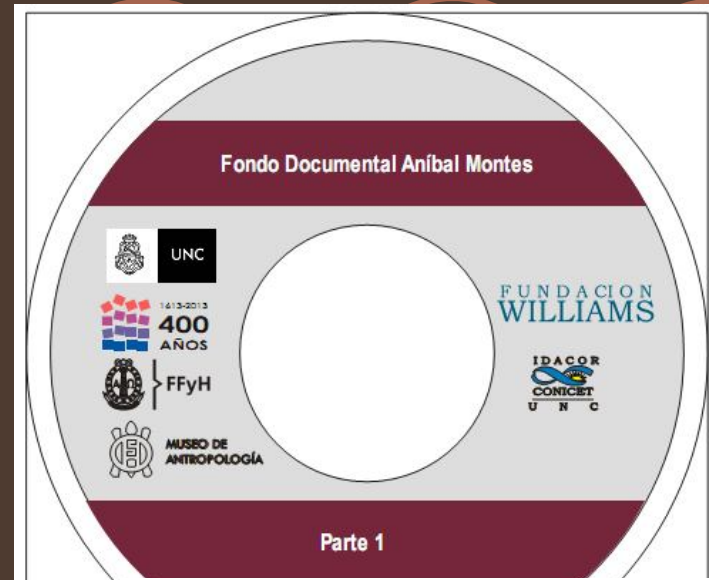 Fondo Documental Aníbal Montes
UNC
1613-2013
400
AÑOS
FFyH
MUSEO DE
ANTROPOLOGÍA
FUNDACION
WILLIAMS
IDACOR
CONICET
U N C
Parte 1